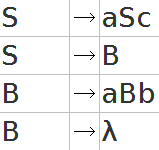 S → aSc
S → B
B → aBb
B → λ